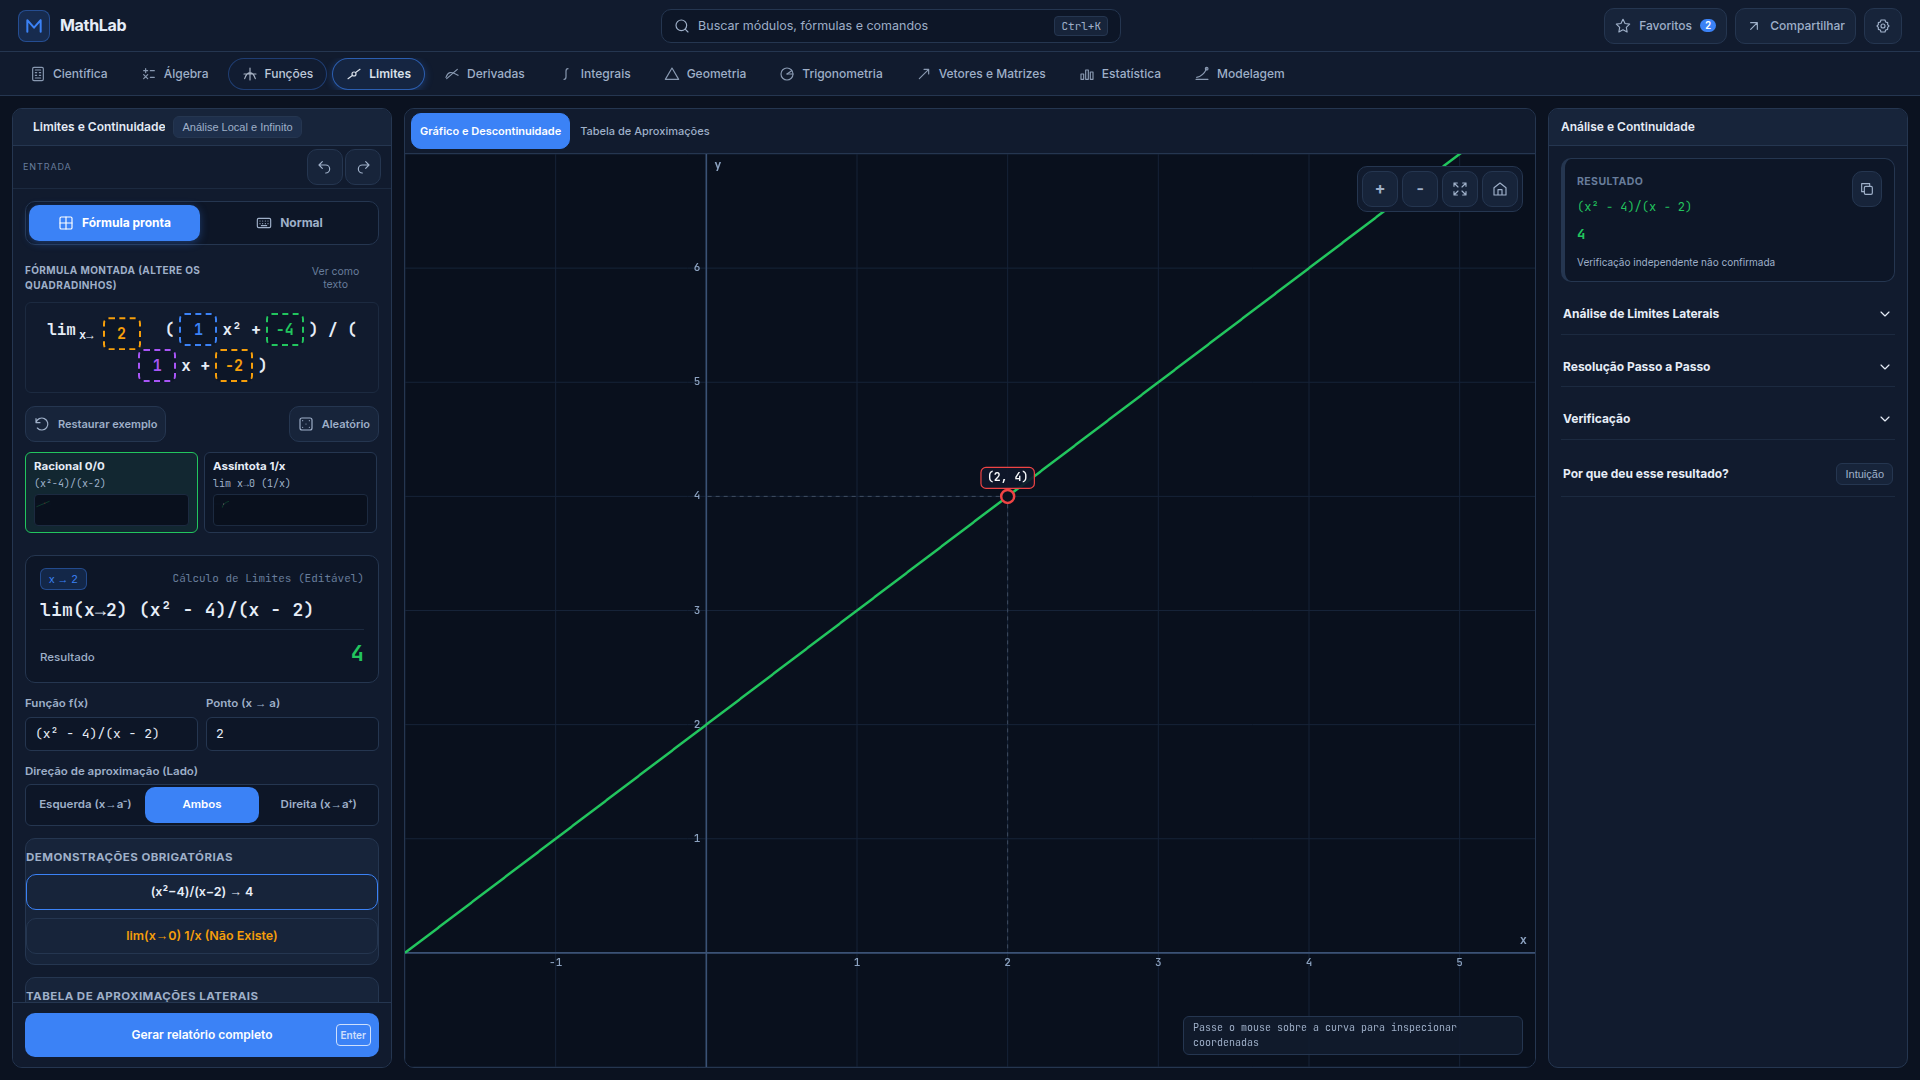 MathLab
Buscar módulos, fórmulas e comandos
Ctrl+K
Favoritos 2
Compartilhar
Científica
Álgebra
Funções
Limites
Derivadas
Integrais
Geometria
Trigonometria
Vetores e Matrizes
Estatística
Modelagem
Limites e Continuidade
Análise Local e Infinito
ENTRADA
Fórmula pronta
Normal
FÓRMULA MONTADA (ALTERE OS
QUADRADINHOS)
Ver como
texto
lim x→ 2 ( 1 x² + -4 ) / (
1 x + -2 )
Restaurar exemplo
Aleatório
Racional 0/0
(x²-4)/(x-2)
Assíntota 1/x
lim x→0 (1/x)
x → 2
Cálculo de Limites (Editável)
lim(x→2) (x² - 4)/(x - 2)
Resultado
4
Função f(x)
Ponto (x → a)
(x² - 4)/(x - 2)
2
Direção de aproximação (Lado)
Esquerda (x→a⁻)
Ambos
Direita (x→a⁺)
DEMONSTRAÇÕES OBRIGATÓRIAS
(x²−4)/(x−2) → 4
lim(x→0) 1/x (Não Existe)
TABELA DE APROXIMAÇÕES LATERAIS
Gerar relatório completo
Enter
Gráfico e Descontinuidade
Tabela de Aproximações
y
+
-
6
5
(2, 4)
4
3
2
1
x
-1
1
2
3
4
5
Passe o mouse sobre a curva para inspecionar
coordenadas
Análise e Continuidade
RESULTADO
(x² - 4)/(x - 2)
4
Verificação independente não confirmada
Análise de Limites Laterais
Resolução Passo a Passo
Verificação
Por que deu esse resultado?
Intuição